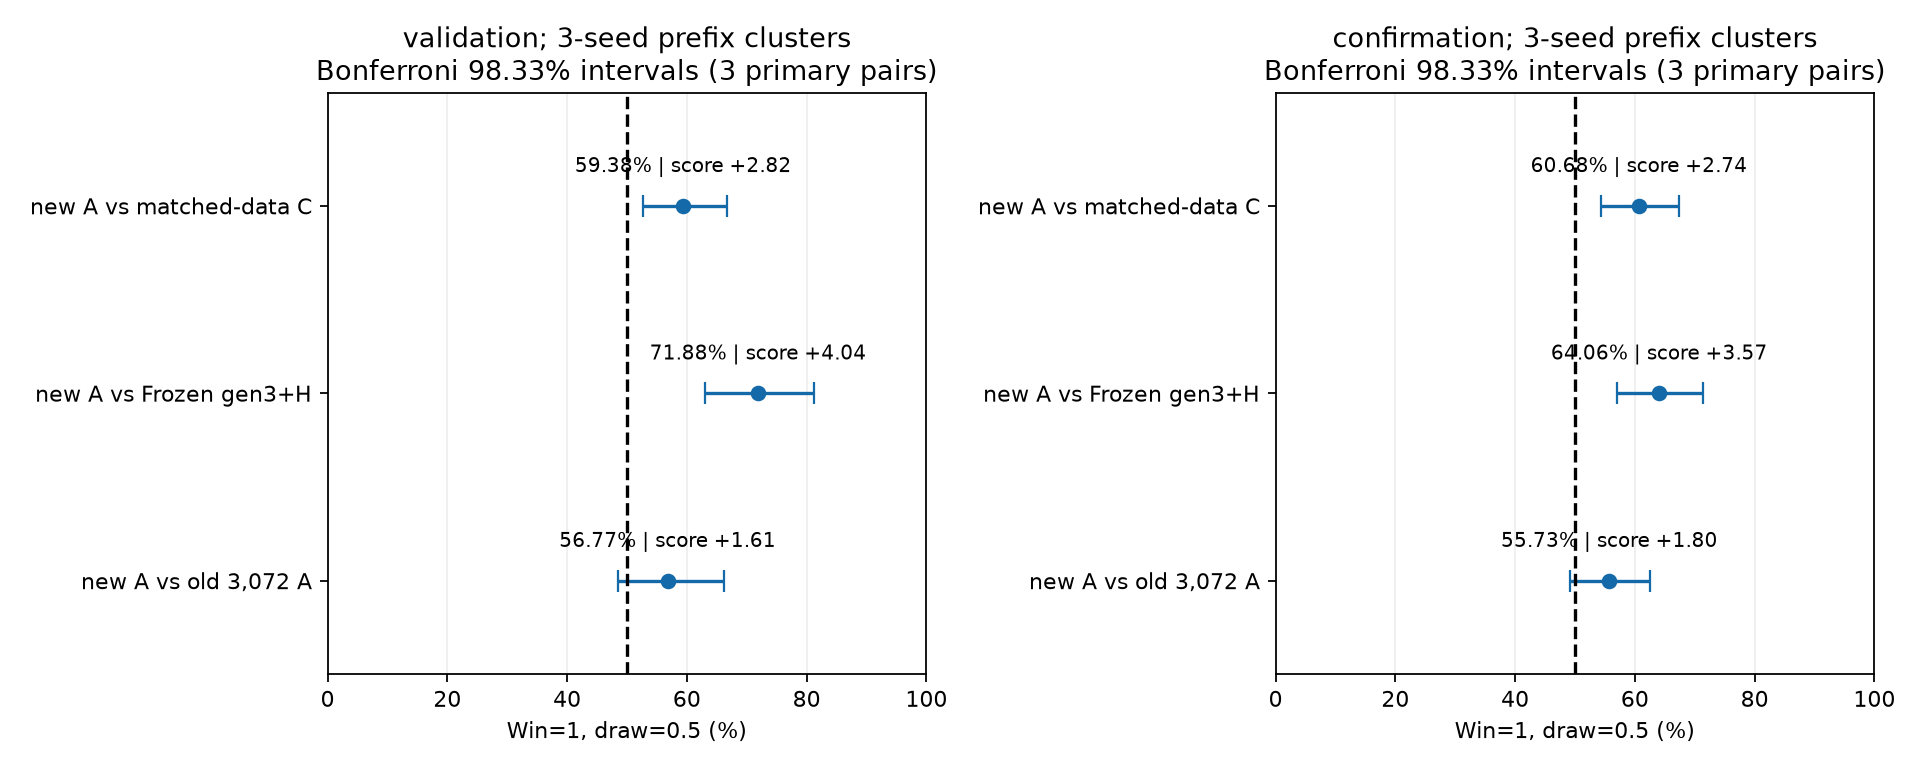 validation; 3-seed prefix clusters
Bonferroni 98.33% intervals (3 primary pairs)
59.38% | score +2.82
new A vs matched-data C
71.88% | score +4.04
new A vs Frozen gen3+H
56.77% | score +1.61
new A vs old 3,072 A
0 20 40 60 80 100
Win=1, draw=0.5 (%)
confirmation; 3-seed prefix clusters
Bonferroni 98.33% intervals (3 primary pairs)
60.68% | score +2.74
new A vs matched-data C
64.06% | score +3.57
new A vs Frozen gen3+H
55.73% | score +1.80
new A vs old 3,072 A
0 20 40 60 80 100
Win=1, draw=0.5 (%)